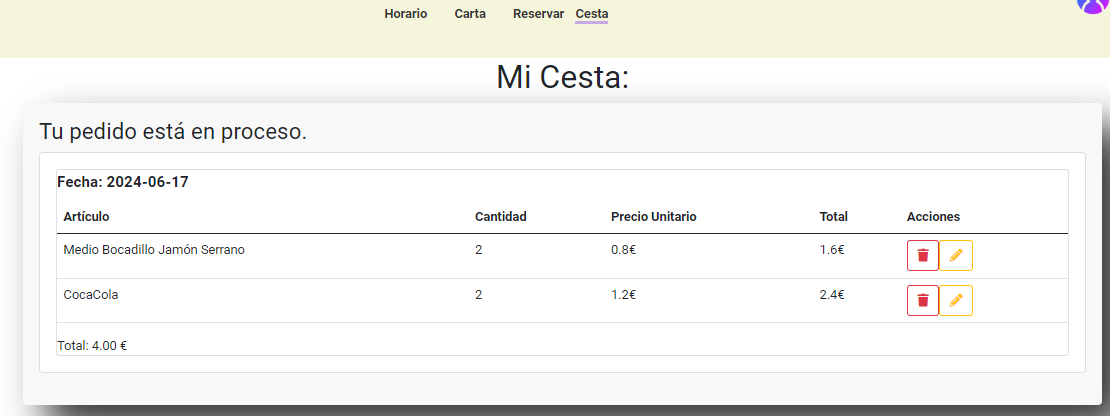 Horario Carta Reservar Cesta
Mi Cesta:
Tu pedido está en proceso.
Fecha: 2024-06-17
Artículo Cantidad Precio Unitario Total Acciones
Medio Bocadillo Jamón Serrano 2 0.8€ 1.6€
CocaCola 2 1.2€ 2.4€
Total: 4.00 €